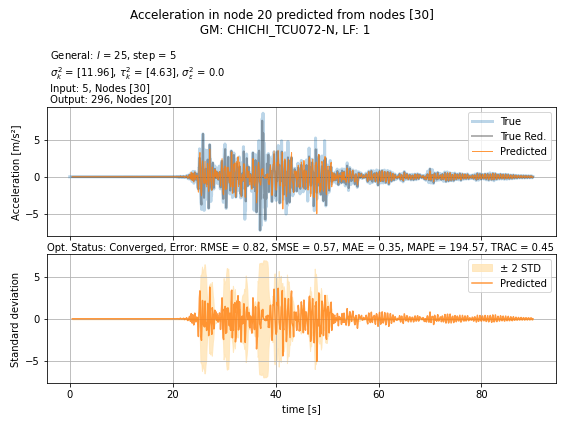 Acceleration in node 20 predicted from nodes [30]
GM: CHICHI_TCU072-N, LF: 1
General: l = 25, step = 5
σ²ₖ = [11.96], τ²ₖ = [4.63], σ²ₑ = 0.0
Input: 5, Nodes [30]
Output: 296, Nodes [20]
Acceleration [m/s²]
5
0
−5
True
True Red.
Predicted
Opt. Status: Converged, Error: RMSE = 0.82, SMSE = 0.57, MAE = 0.35, MAPE = 194.57, TRAC = 0.45
Standard deviation
5
0
−5
± 2 STD
Predicted
0 20 40 60 80
time [s]